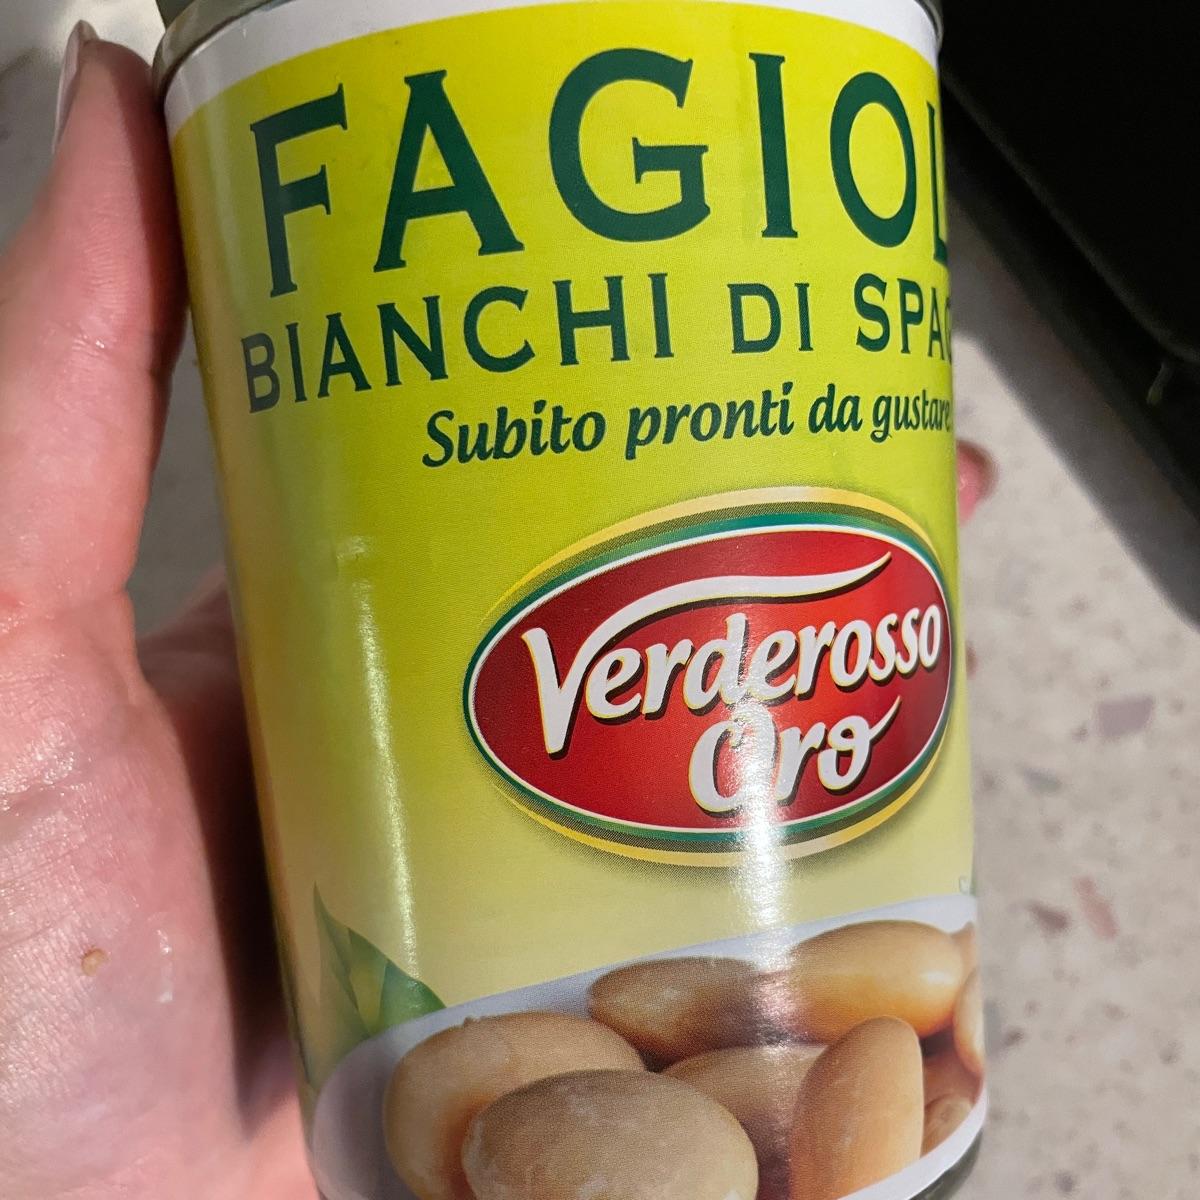 FAGIOL
BIANCHI DI SPAG
Subito pronti da gustare
Verderosso
Oro